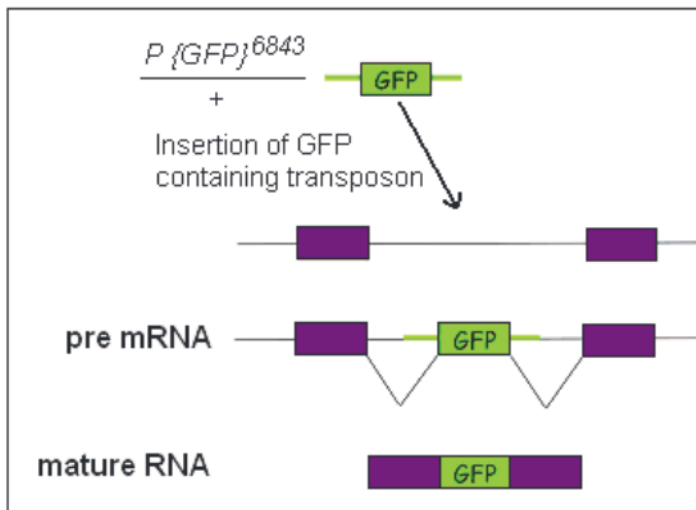 P {GFP}6843
+
GFP
Insertion of GFP
containing transposon
pre mRNA
GFP
mature RNA
GFP